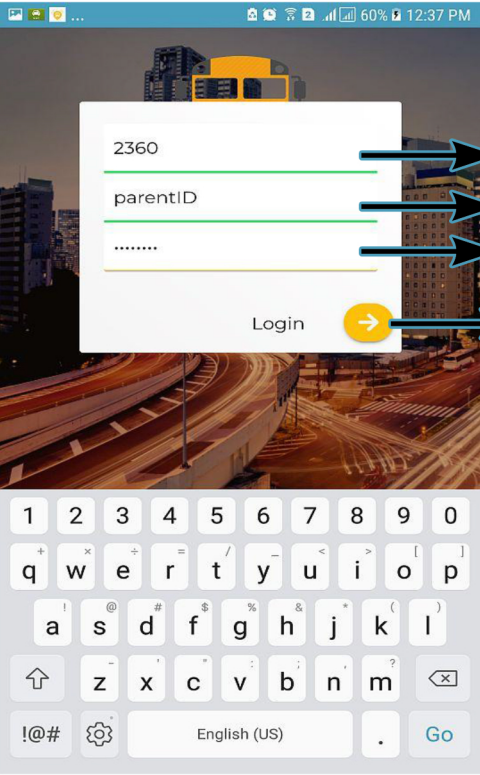 ... 2 60% 12:37 PM
2360
parentID
••••••••
Login
1 2 3 4 5 6 7 8 9 0
+ × ÷ = / _ < > [ ]
q w e r t y u i o p
! @ # $ % & * ( )
a s d f g h j k l
- ' " : ; , ?
z x c v b n m
!@# English (US) . Go